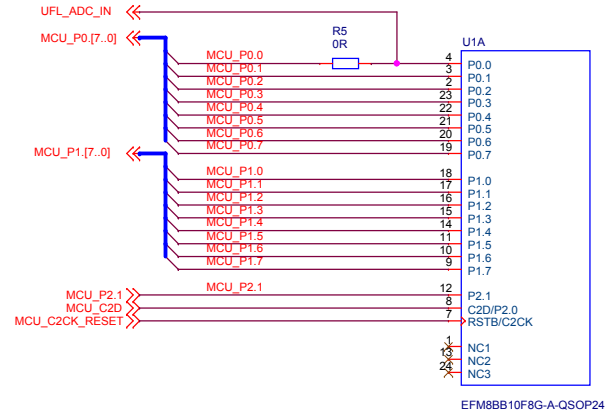 UFL_ADC_IN
MCU_P0.[7..0]
R5
0R
U1A
MCU_P0.0 4 P0.0
MCU_P0.1 3 P0.1
MCU_P0.2 2 P0.2
MCU_P0.3 23 P0.3
MCU_P0.4 22 P0.4
MCU_P0.5 21 P0.5
MCU_P0.6 20 P0.6
MCU_P0.7 19 P0.7
MCU_P1.[7..0]
MCU_P1.0 18 P1.0
MCU_P1.1 17 P1.1
MCU_P1.2 16 P1.2
MCU_P1.3 15 P1.3
MCU_P1.4 14 P1.4
MCU_P1.5 11 P1.5
MCU_P1.6 10 P1.6
MCU_P1.7 9 P1.7
MCU_P2.1 MCU_P2.1 12 P2.1
MCU_C2D 8 C2D/P2.0
MCU_C2CK_RESET 7 RSTB/C2CK
1 NC1
13 NC2
24 NC3
EFM8BB10F8G-A-QSOP24